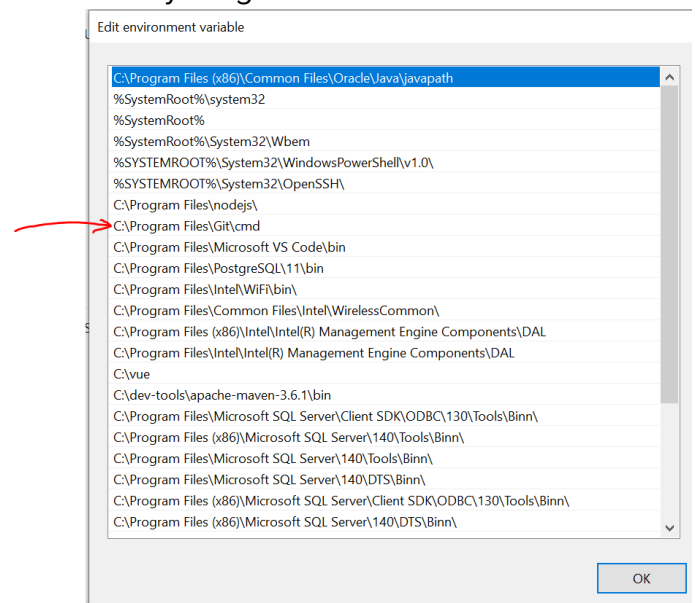 Edit environment variable
C:\Program Files (x86)\Common Files\Oracle\Java\javapath
%SystemRoot%\system32
%SystemRoot%
%SystemRoot%\System32\Wbem
%SYSTEMROOT%\System32\WindowsPowerShell\v1.0\
%SYSTEMROOT%\System32\OpenSSH\
C:\Program Files\nodejs\
C:\Program Files\Git\cmd
C:\Program Files\Microsoft VS Code\bin
C:\Program Files\PostgreSQL\11\bin
C:\Program Files\Intel\WiFi\bin\
C:\Program Files\Common Files\Intel\WirelessCommon\
C:\Program Files (x86)\Intel\Intel(R) Management Engine Components\DAL
C:\Program Files\Intel\Intel(R) Management Engine Components\DAL
C:\vue
C:\dev-tools\apache-maven-3.6.1\bin
C:\Program Files\Microsoft SQL Server\Client SDK\ODBC\130\Tools\Binn\
C:\Program Files (x86)\Microsoft SQL Server\140\Tools\Binn\
C:\Program Files\Microsoft SQL Server\140\Tools\Binn\
C:\Program Files\Microsoft SQL Server\140\DTS\Binn\
C:\Program Files (x86)\Microsoft SQL Server\Client SDK\ODBC\130\Tools\Binn\
C:\Program Files (x86)\Microsoft SQL Server\140\DTS\Binn\
OK